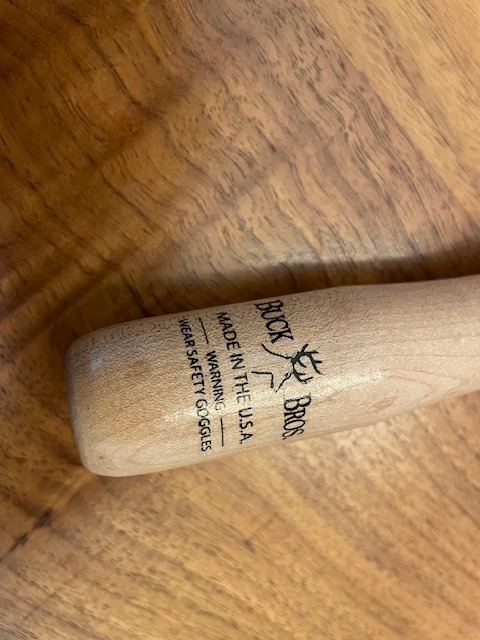 BUCK BROS.
MADE IN THE U.S.A.
WARNING
WEAR SAFETY GOGGLES